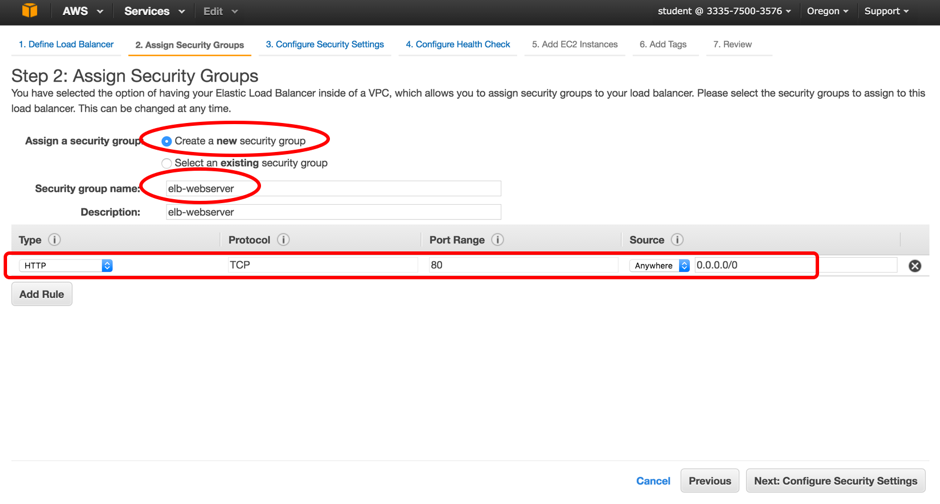 AWS Services Edit student @ 3335-7500-3576 Oregon Support
1. Define Load Balancer 2. Assign Security Groups 3. Configure Security Settings 4. Configure Health Check 5. Add EC2 Instances 6. Add Tags 7. Review
Step 2: Assign Security Groups
You have selected the option of having your Elastic Load Balancer inside of a VPC, which allows you to assign security groups to your load balancer. Please select the security groups to assign to this
load balancer. This can be changed at any time.
Assign a security group Create a new security group
Select an existing security group
Security group name: elb-webserver
Description: elb-webserver
Type i Protocol i Port Range i Source i
HTTP TCP 80 Anywhere 0.0.0.0/0
Add Rule
Cancel Previous Next: Configure Security Settings